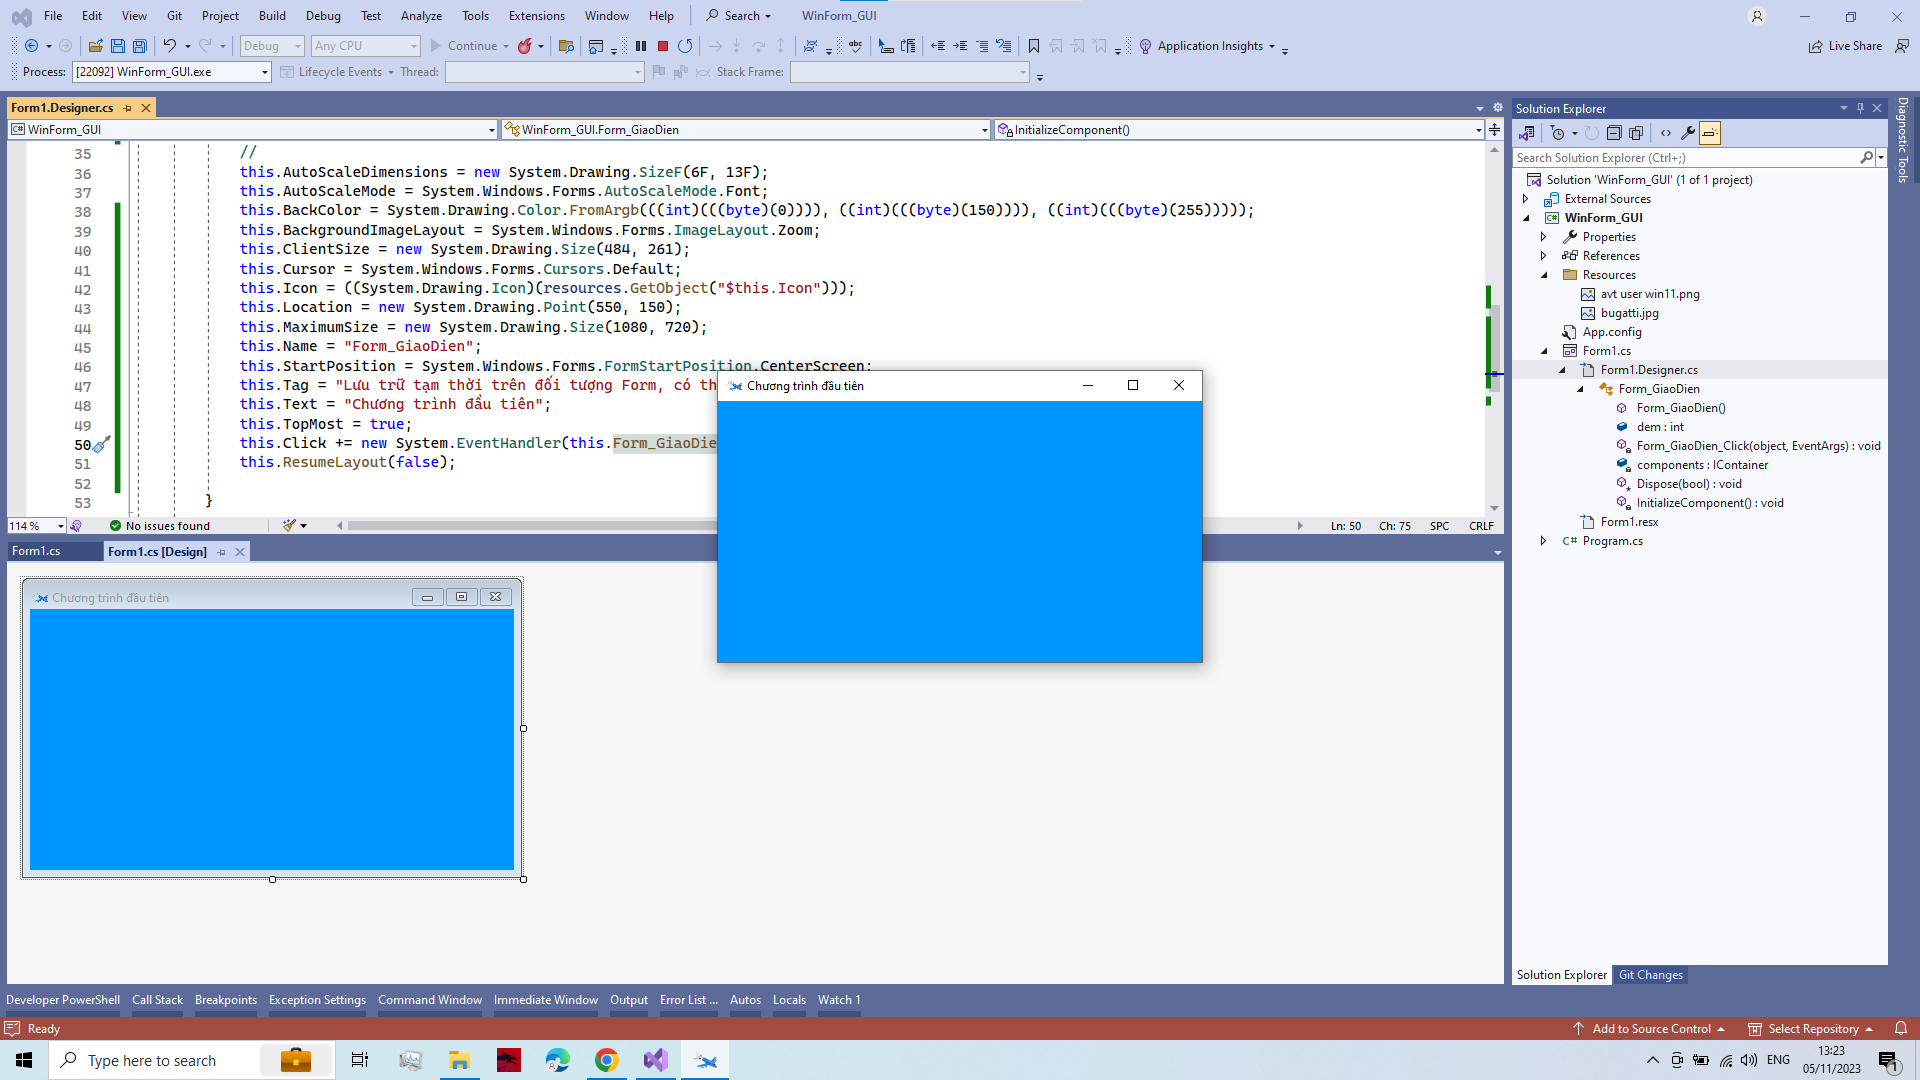 File Edit View Git Project Build Debug Test Analyze Tools Extensions Window Help Search WinForm_GUI
Debug Any CPU Continue Application Insights Live Share
Process: [22092] WinForm_GUI.exe Lifecycle Events Thread: Stack Frame:
Form1.Designer.cs
WinForm_GUI WinForm_GUI.Form_GiaoDien InitializeComponent()
35 //
36 this.AutoScaleDimensions = new System.Drawing.SizeF(6F, 13F);
37 this.AutoScaleMode = System.Windows.Forms.AutoScaleMode.Font;
38 this.BackColor = System.Drawing.Color.FromArgb(((int)(((byte)(0)))), ((int)(((byte)(150)))), ((int)(((byte)(255)))));
39 this.BackgroundImageLayout = System.Windows.Forms.ImageLayout.Zoom;
40 this.ClientSize = new System.Drawing.Size(484, 261);
41 this.Cursor = System.Windows.Forms.Cursors.Default;
42 this.Icon = ((System.Drawing.Icon)(resources.GetObject("$this.Icon")));
43 this.Location = new System.Drawing.Point(550, 150);
44 this.MaximumSize = new System.Drawing.Size(1080, 720);
45 this.Name = "Form_GiaoDien";
46 this.StartPosition = System.Windows.Forms.FormStartPosition.CenterScreen;
47 this.Tag = "Lưu trữ tạm thời trên đối tượng Form, có th
48 this.Text = "Chương trình đầu tiên";
49 this.TopMost = true;
50 this.Click += new System.EventHandler(this.Form_GiaoDie
51 this.ResumeLayout(false);
52
53 }
114 % No issues found Ln: 50 Ch: 75 SPC CRLF
Chương trình đầu tiên
Form1.cs Form1.cs [Design]
Chương trình đầu tiên
Solution Explorer
Search Solution Explorer (Ctrl+;)
Solution 'WinForm_GUI' (1 of 1 project)
External Sources
WinForm_GUI
Properties
References
Resources
avt user win11.png
bugatti.jpg
App.config
Form1.cs
Form1.Designer.cs
Form_GiaoDien
Form_GiaoDien()
dem : int
Form_GiaoDien_Click(object, EventArgs) : void
components : IContainer
Dispose(bool) : void
InitializeComponent() : void
Form1.resx
Program.cs
Solution Explorer Git Changes
Diagnostic Tools
Developer PowerShell Call Stack Breakpoints Exception Settings Command Window Immediate Window Output Error List ... Autos Locals Watch 1
Ready Add to Source Control Select Repository
Type here to search ENG 13:23
05/11/2023 1